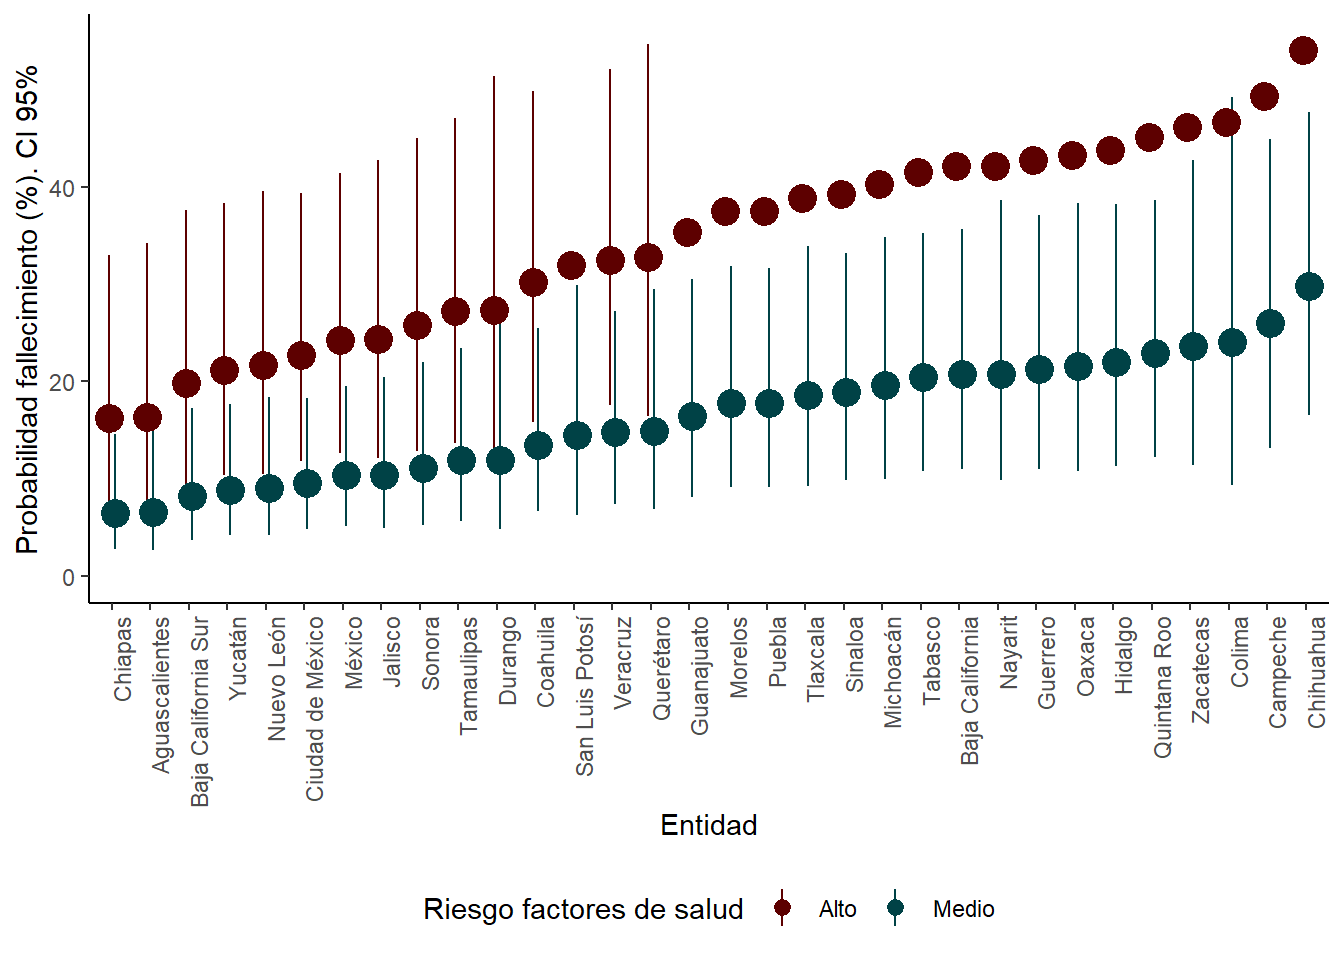 Probabilidad fallecimiento (%). CI 95%
40
20
0
Chiapas
Aguascalientes
Baja California Sur
Yucatán
Nuevo León
Ciudad de México
México
Jalisco
Sonora
Tamaulipas
Durango
Coahuila
San Luis Potosí
Veracruz
Querétaro
Guanajuato
Morelos
Puebla
Tlaxcala
Sinaloa
Michoacán
Tabasco
Baja California
Nayarit
Guerrero
Oaxaca
Hidalgo
Quintana Roo
Zacatecas
Colima
Campeche
Chihuahua
Entidad
Riesgo factores de salud Alto Medio